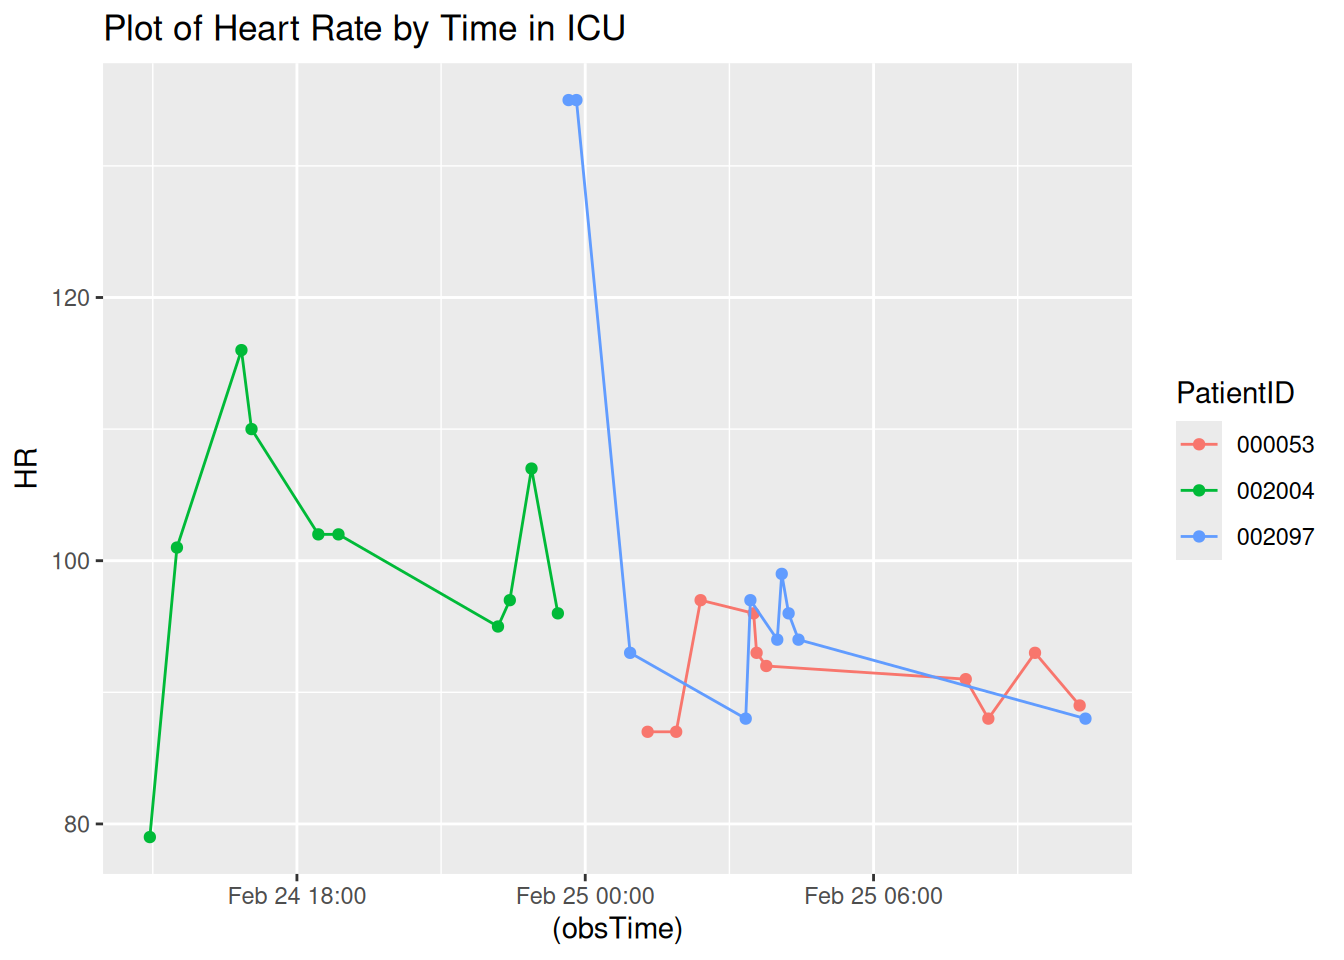 Plot of Heart Rate by Time in ICU
HR
120
100
80
Feb 24 18:00 Feb 25 00:00 Feb 25 06:00
(obsTime)
PatientID
000053
002004
002097